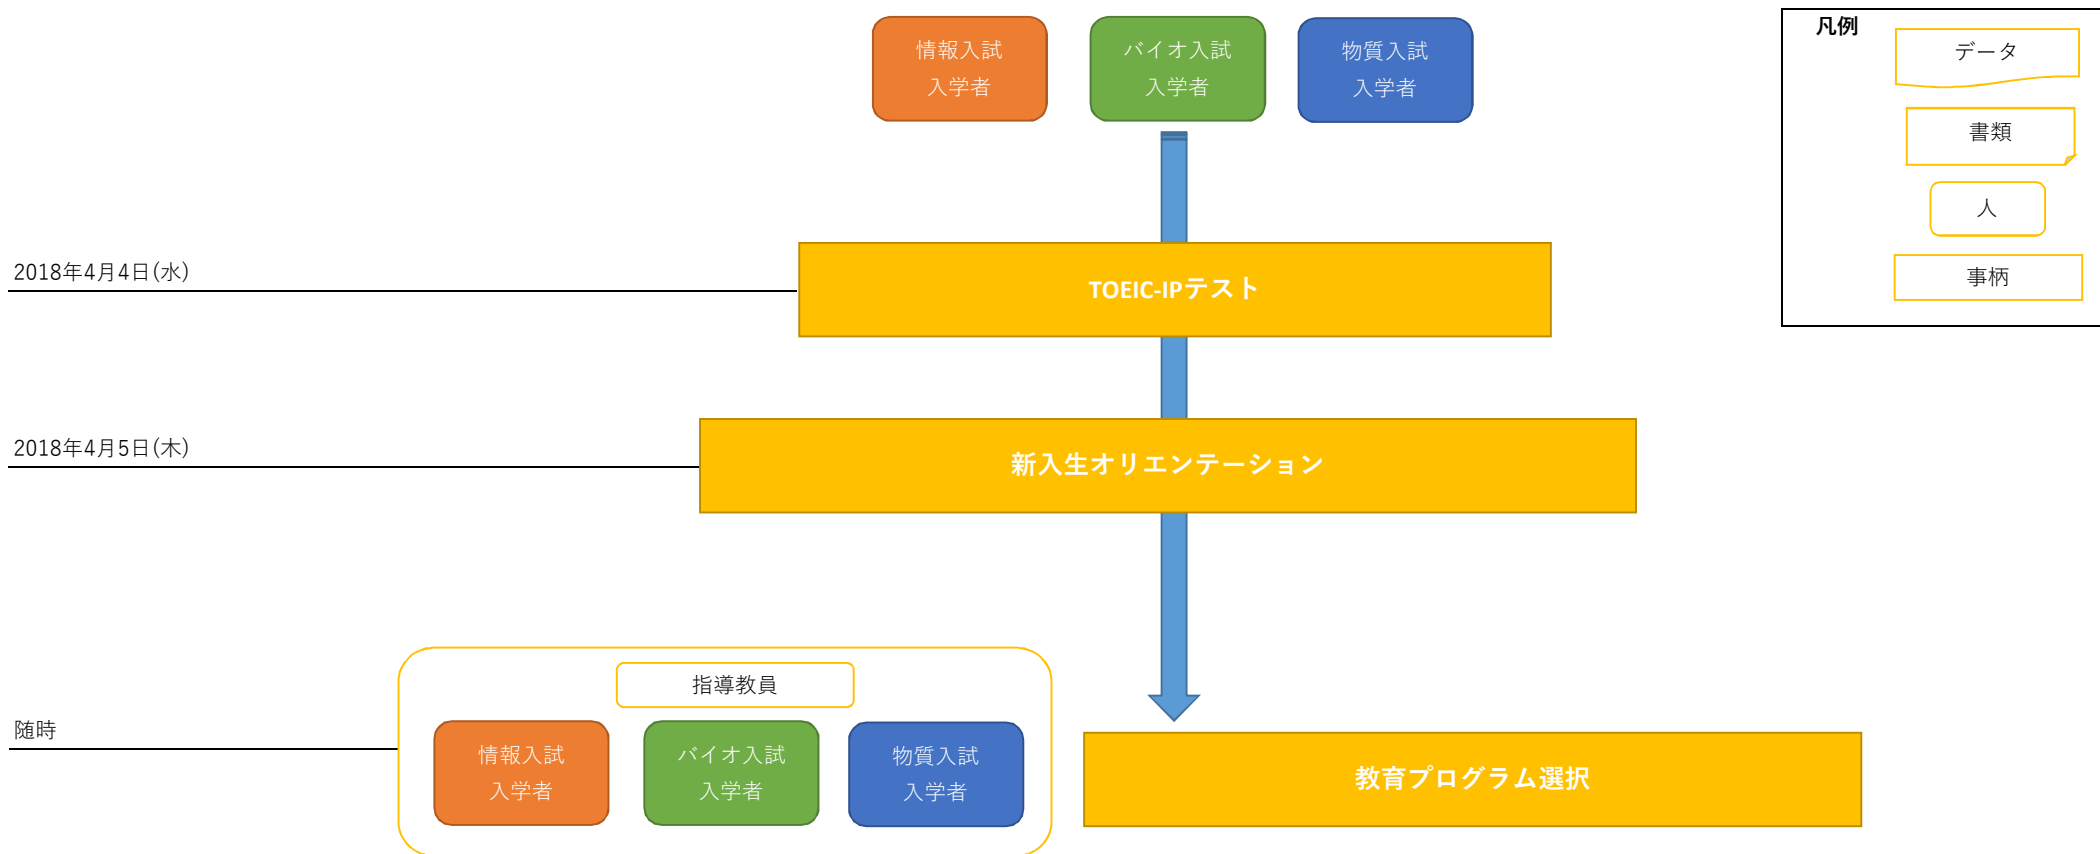 情報入試
入学者
バイオ入試
入学者
物質入試
入学者
凡例
データ
書類
人
事柄
2018年4月4日(水)
TOEIC-IPテスト
2018年4月5日(木)
新入生オリエンテーション
随時
指導教員
情報入試
入学者
バイオ入試
入学者
物質入試
入学者
教育プログラム選択